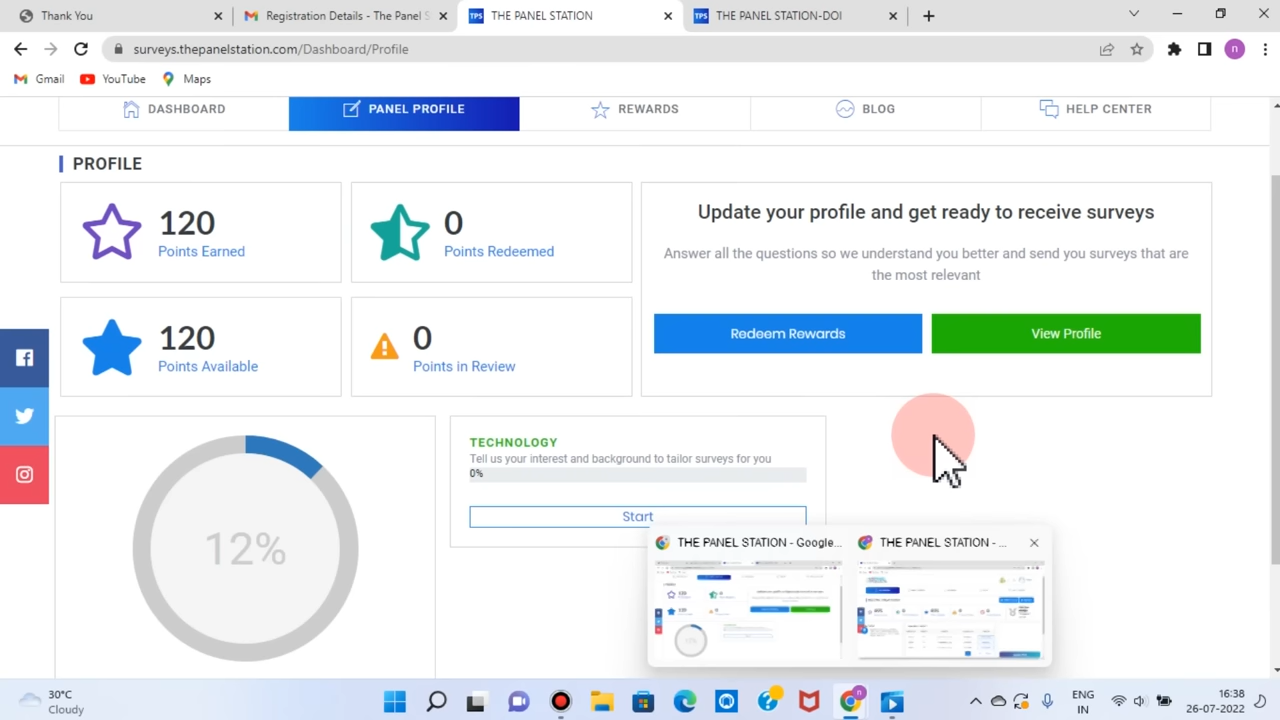 Thank You
Registration Details - The Panel S
TPS THE PANEL STATION
TPS THE PANEL STATION-DOI
surveys.thepanelstation.com/Dashboard/Profile
n
Gmail
YouTube
Maps
DASHBOARD
PANEL PROFILE
REWARDS
BLOG
HELP CENTER
PROFILE
120
Points Earned
0
Points Redeemed
120
Points Available
0
Points in Review
Update your profile and get ready to receive surveys
Answer all the questions so we understand you better and send you surveys that are
the most relevant
Redeem Rewards
View Profile
12%
TECHNOLOGY
Tell us your interest and background to tailor surveys for you
0%
Start
THE PANEL STATION - Google...
THE PANEL STATION - ...
30°C
Cloudy
ENG
IN
16:38
26-07-2022